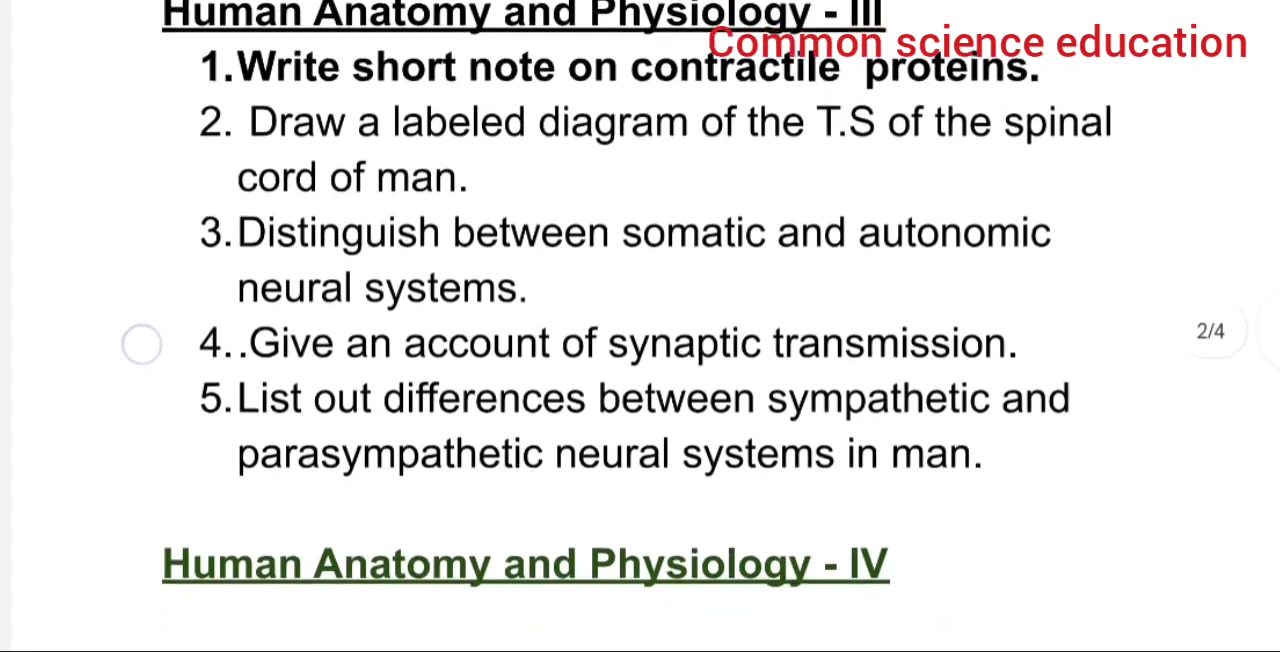 Human Anatomy and Physiology - III
Common science education
1.Write short note on contractile proteins.
2. Draw a labeled diagram of the T.S of the spinal
cord of man.
3.Distinguish between somatic and autonomic
neural systems.
4..Give an account of synaptic transmission.
2/4
5.List out differences between sympathetic and
parasympathetic neural systems in man.
Human Anatomy and Physiology - IV